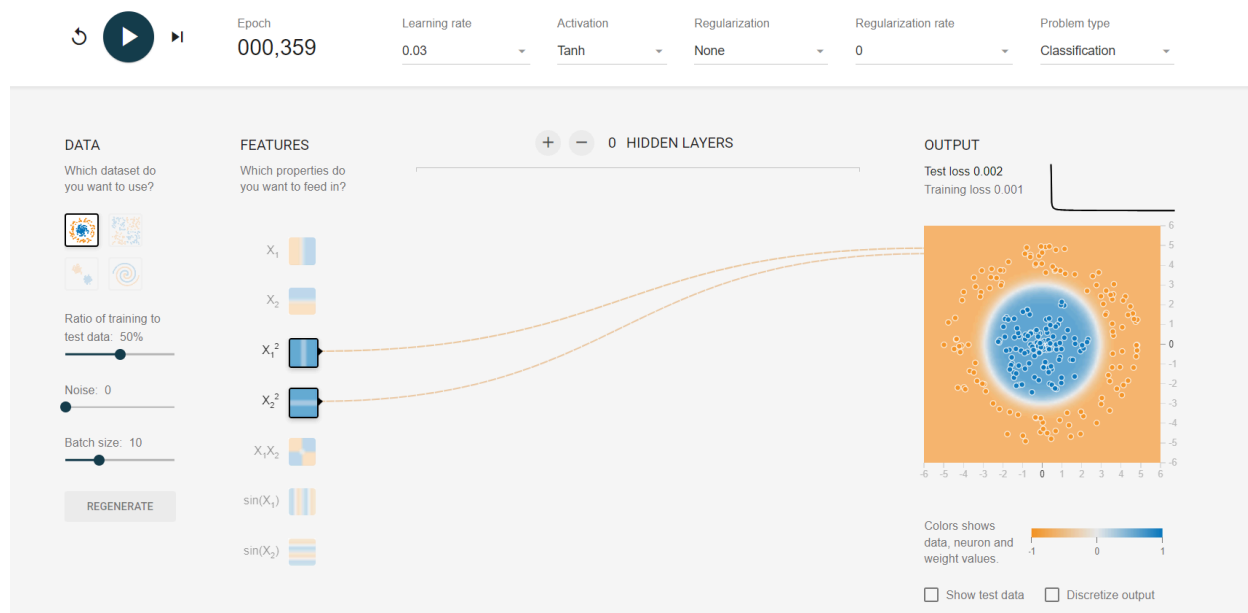 Epoch
000,359
Learning rate
0.03
Activation
Tanh
Regularization
None
Regularization rate
0
Problem type
Classification
DATA
Which dataset do
you want to use?
Ratio of training to
test data: 50%
Noise: 0
Batch size: 10
REGENERATE
FEATURES
Which properties do
you want to feed in?
X₁
X₂
X₁²
X₂²
X₁X₂
sin(X₁)
sin(X₂)
0 HIDDEN LAYERS
OUTPUT
Test loss 0.002
Training loss 0.001
6
5
4
3
2
1
0
-1
-2
-3
-4
-5
-6
-6 -5 -4 -3 -2 -1 0 1 2 3 4 5 6
Colors shows
data, neuron and
weight values.
-1 0 1
Show test data
Discretize output